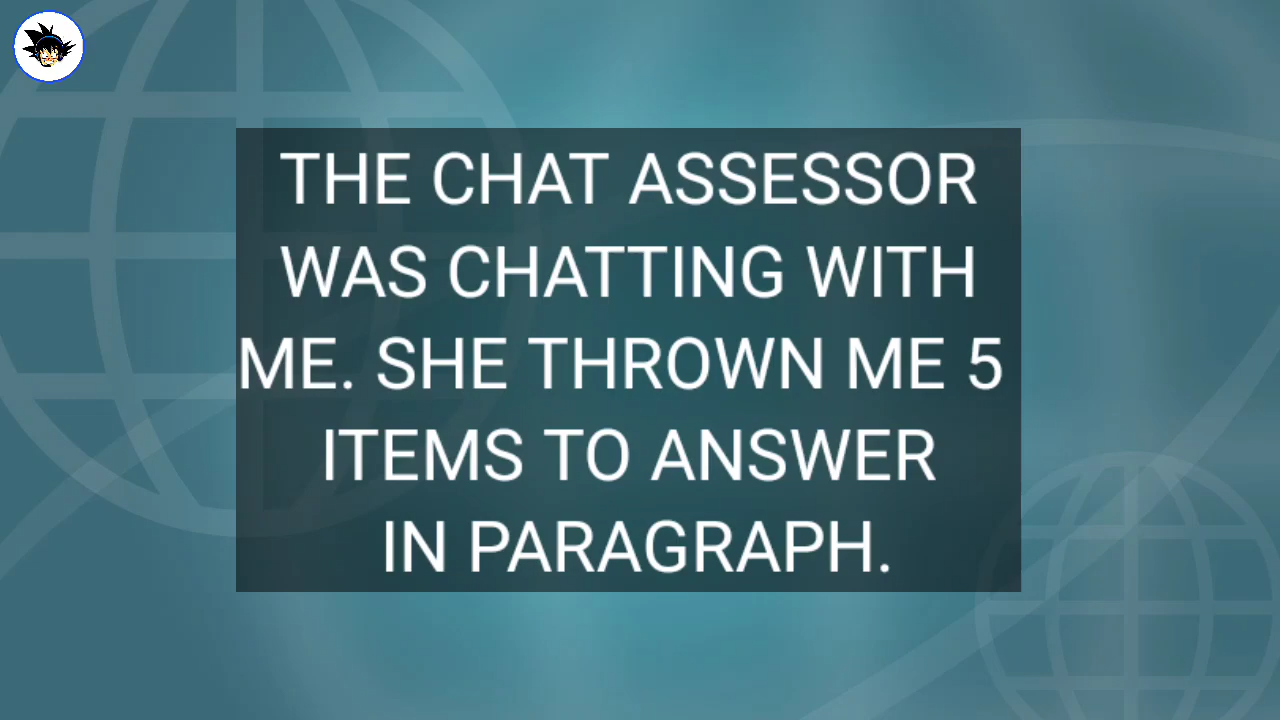 THE CHAT ASSESSOR
WAS CHATTING WITH
ME. SHE THROWN ME 5
ITEMS TO ANSWER
IN PARAGRAPH.